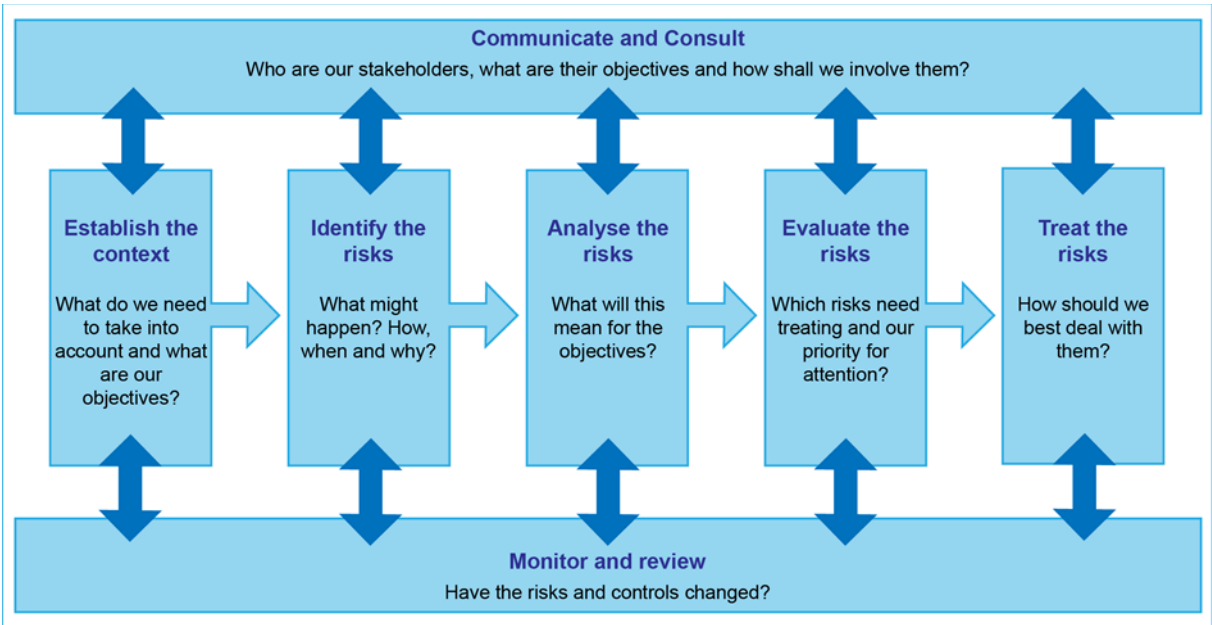 Communicate and Consult
Who are our stakeholders, what are their objectives and how shall we involve them?
Establish the
context
What do we need
to take into
account and what
are our
objectives?
Identify the
risks
What might
happen? How,
when and why?
Analyse the
risks
What will this
mean for the
objectives?
Evaluate the
risks
Which risks need
treating and our
priority for
attention?
Treat the
risks
How should we
best deal with
them?
Monitor and review
Have the risks and controls changed?